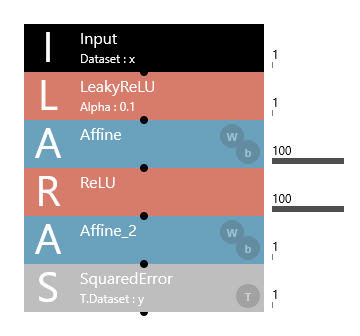 I
Input
Dataset : x
1
L
LeakyReLU
Alpha : 0.1
1
A
Affine
W
b
100
R
ReLU
100
A
Affine_2
W
b
1
S
SquaredError
T.Dataset : y
T
1